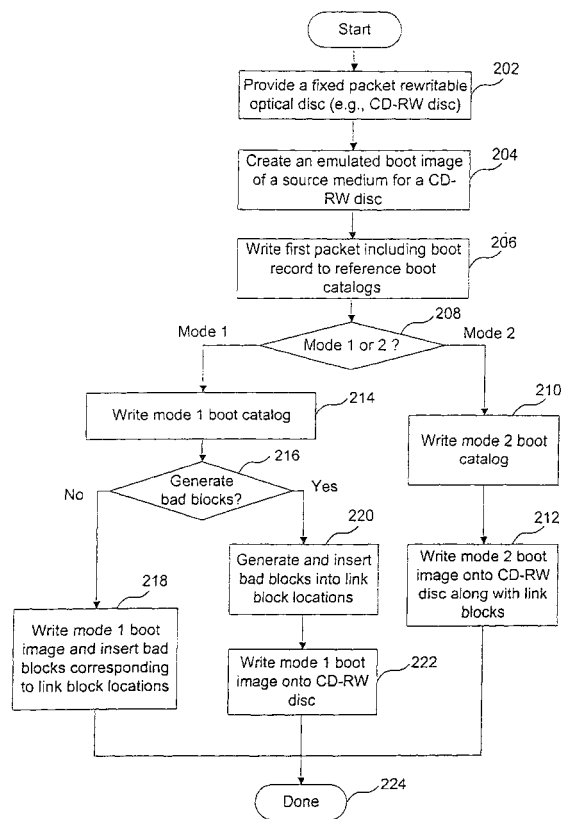 Start
202
Provide a fixed packet rewritable
optical disc (e.g., CD-RW disc)
204
Create an emulated boot image
of a source medium for a CD-
RW disc
206
Write first packet including boot
record to reference boot
catalogs
208
Mode 1
Mode 1 or 2 ?
Mode 2
214
Write mode 1 boot catalog
210
Write mode 2 boot
catalog
216
Generate
bad blocks?
No
Yes
220
Generate and insert
bad blocks into link
block locations
212
Write mode 2 boot
image onto CD-RW
disc along with link
blocks
218
Write mode 1 boot
image and insert bad
blocks corresponding
to link block locations
222
Write mode 1 boot
image onto CD-RW
disc
224
Done